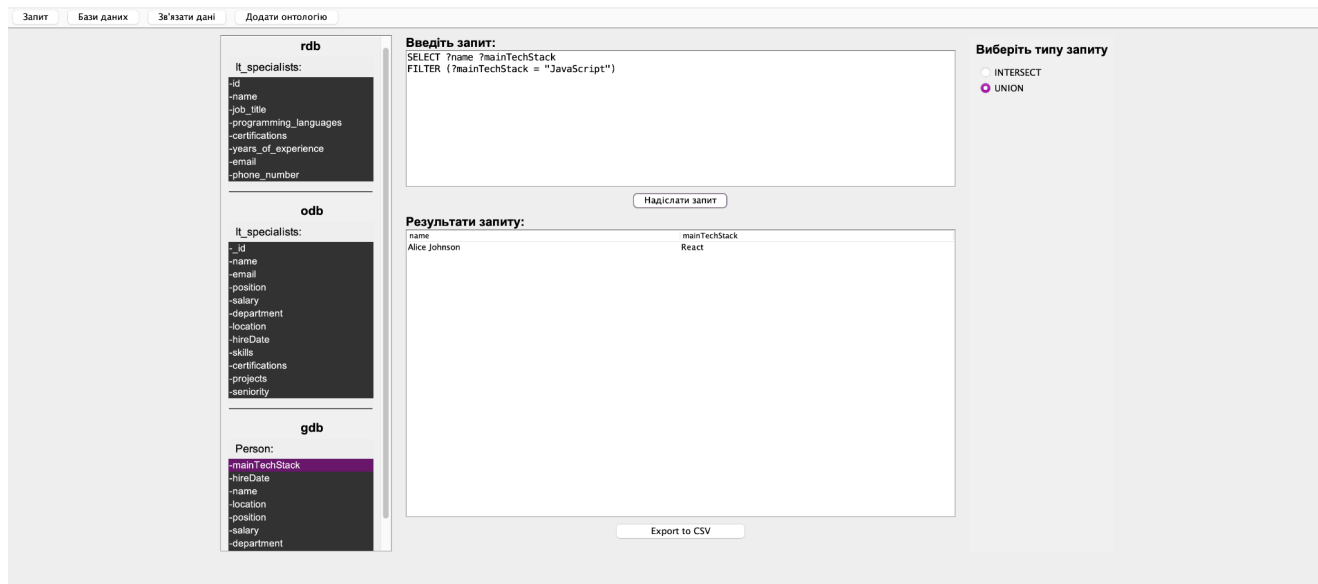 Запит Бази даних Зв'язати дані Додати онтологію
rdb
It_specialists:
-id
-name
-job_title
-programming_languages
-certifications
-years_of_experience
-email
-phone_number
odb
It_specialists:
-_id
-name
-email
-position
-salary
-department
-location
-hireDate
-skills
-certifications
-projects
-seniority
gdb
Person:
-mainTechStack
-hireDate
-name
-location
-position
-salary
-department
Введіть запит:
SELECT ?name ?mainTechStack
FILTER (?mainTechStack = "JavaScript")
Надіслати запит
Результати запиту:
name mainTechStack
Alice Johnson React
Export to CSV
Виберіть типу запиту
INTERSECT
UNION